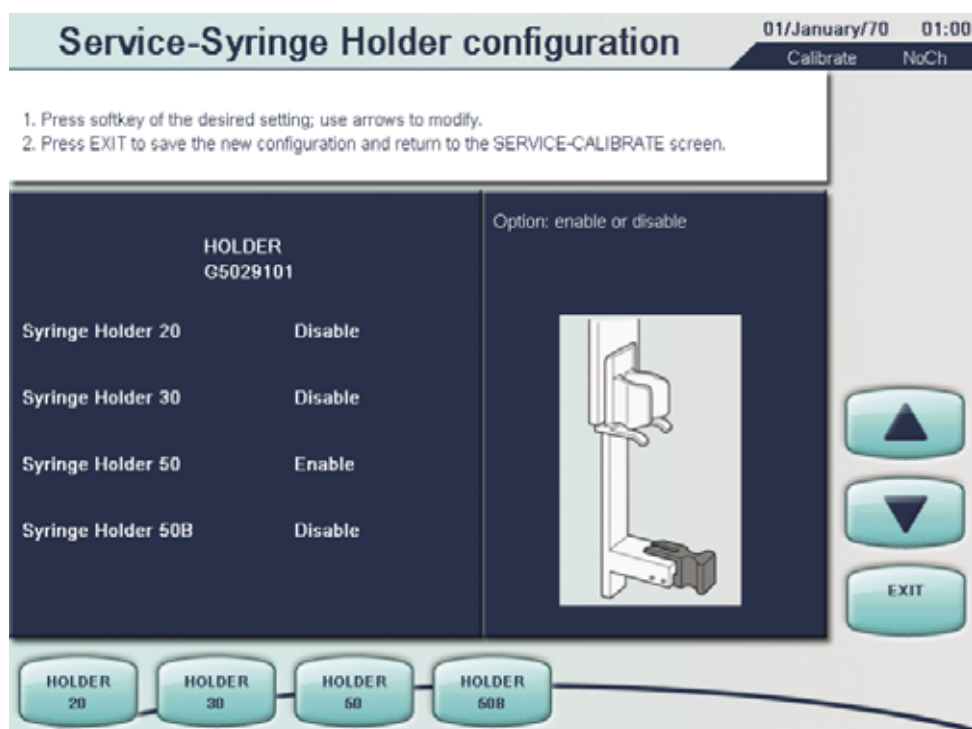 Service-Syringe Holder configuration
01/January/70 01:00
Calibrate NoCh
1. Press softkey of the desired setting; use arrows to modify.
2. Press EXIT to save the new configuration and return to the SERVICE-CALIBRATE screen.
HOLDER
G5029101
Syringe Holder 20 Disable
Syringe Holder 30 Disable
Syringe Holder 50 Enable
Syringe Holder 50B Disable
Option: enable or disable
EXIT
HOLDER 20
HOLDER 30
HOLDER 50
HOLDER 50B